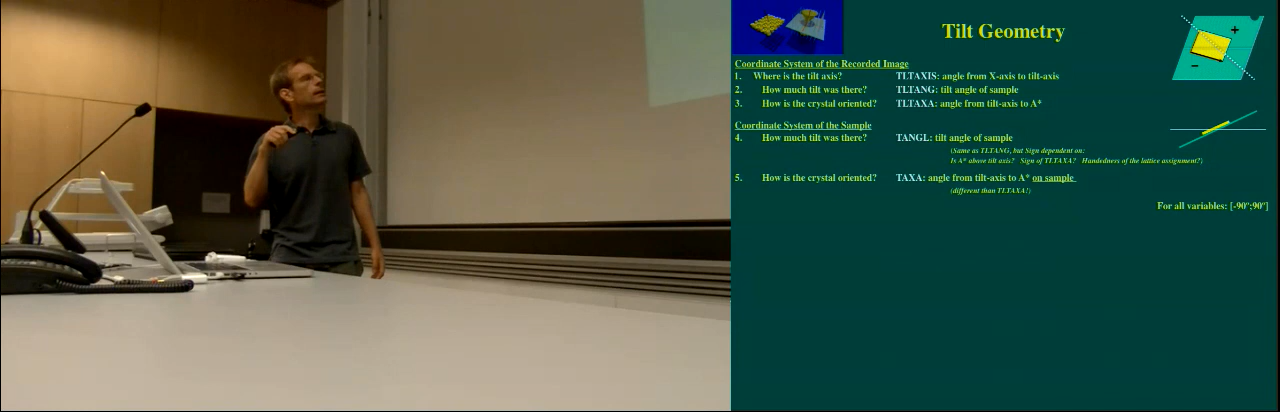 Tilt Geometry
+
–
Coordinate System of the Recorded Image
1. Where is the tilt axis? TLTAXIS: angle from X-axis to tilt-axis
2. How much tilt was there? TLTANG: tilt angle of sample
3. How is the crystal oriented? TLTAXA: angle from tilt-axis to A*
Coordinate System of the Sample
4. How much tilt was there? TANGL: tilt angle of sample
(Same as TLTANG, but Sign dependent on:
Is A* above tilt axis? Sign of TLTAXA? Handedness of the lattice assignment?)
5. How is the crystal oriented? TAXA: angle from tilt-axis to A* on sample
(different than TLTAXA!)
For all variables: [-90°;90°]